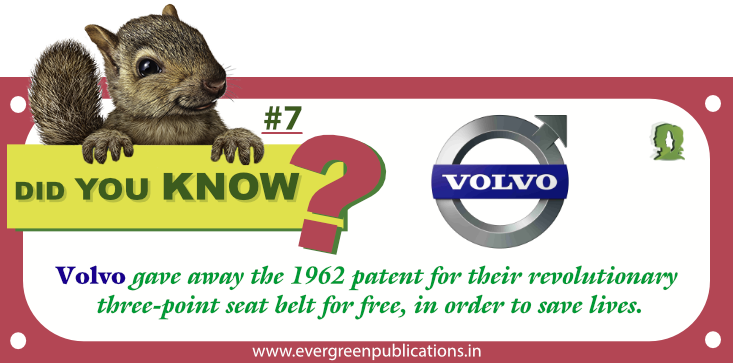 #7
DID YOU KNOW ?
VOLVO
Volvo gave away the 1962 patent for their revolutionary
three-point seat belt for free, in order to save lives.
www.evergreenpublications.in